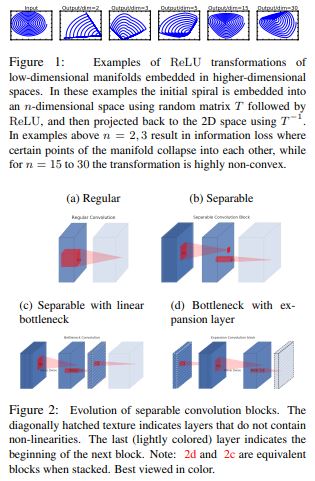 Input Output/dim=2 Output/dim=3 Output/dim=5 Output/dim=15 Output/dim=30
Figure 1: Examples of ReLU transformations of
low-dimensional manifolds embedded in higher-dimensional
spaces. In these examples the initial spiral is embedded into
an n-dimensional space using random matrix T followed by
ReLU, and then projected back to the 2D space using T⁻¹.
In examples above n = 2, 3 result in information loss where
certain points of the manifold collapse into each other, while
for n = 15 to 30 the transformation is highly non-convex.
(a) Regular (b) Separable
Regular Convolution Separable Convolution Block
(c) Separable with linear
bottleneck
(d) Bottleneck with ex-
pansion layer
Bottleneck Convolution Expansion Convolution block
Figure 2: Evolution of separable convolution blocks. The
diagonally hatched texture indicates layers that do not contain
non-linearities. The last (lightly colored) layer indicates the
beginning of the next block. Note: 2d and 2c are equivalent
blocks when stacked. Best viewed in color.